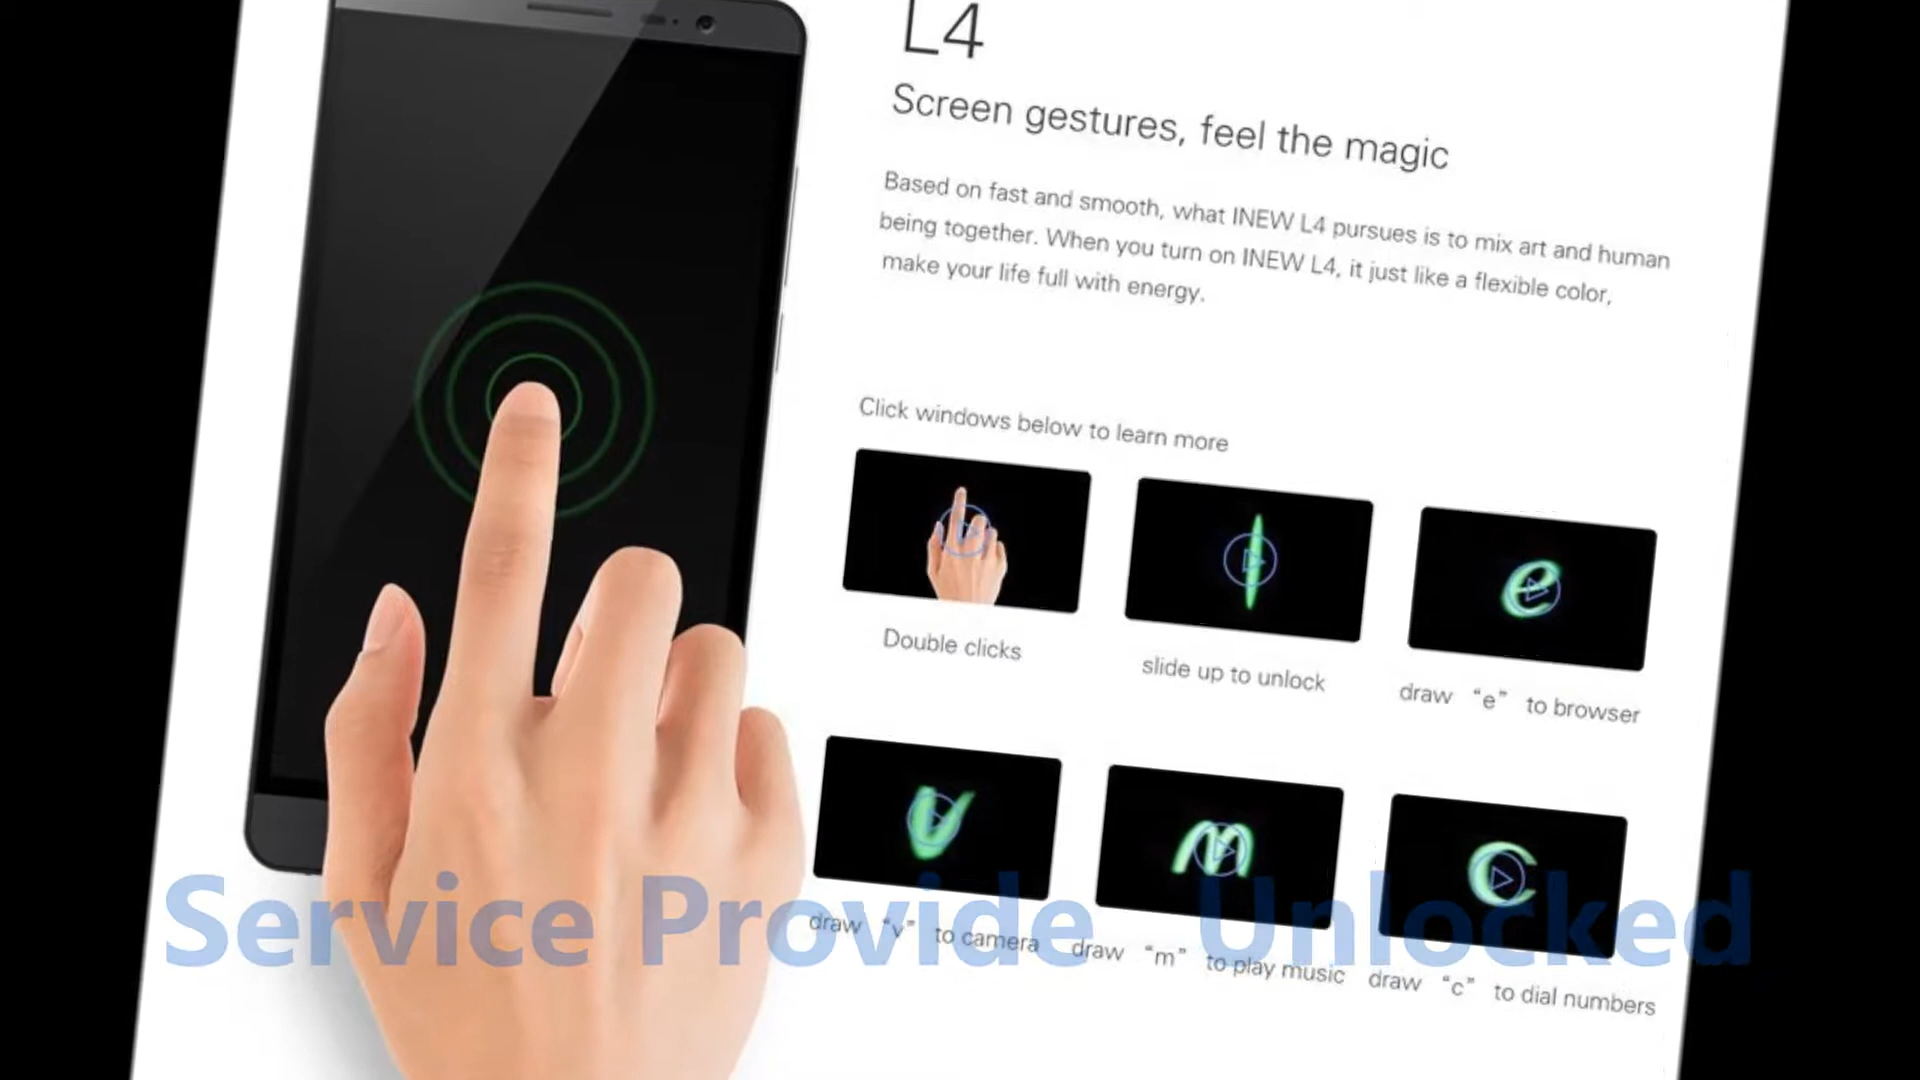 L4
Screen gestures, feel the magic
Based on fast and smooth, what INEW L4 pursues is to mix art and human
being together. When you turn on INEW L4, it just like a flexible color,
make your life full with energy.
Click windows below to learn more
e
Double clicks
slide up to unlock
draw “e” to browser
v
m
c
draw “v” to camera
draw “m” to play music
draw “c” to dial numbers
Service Provide Unlocked